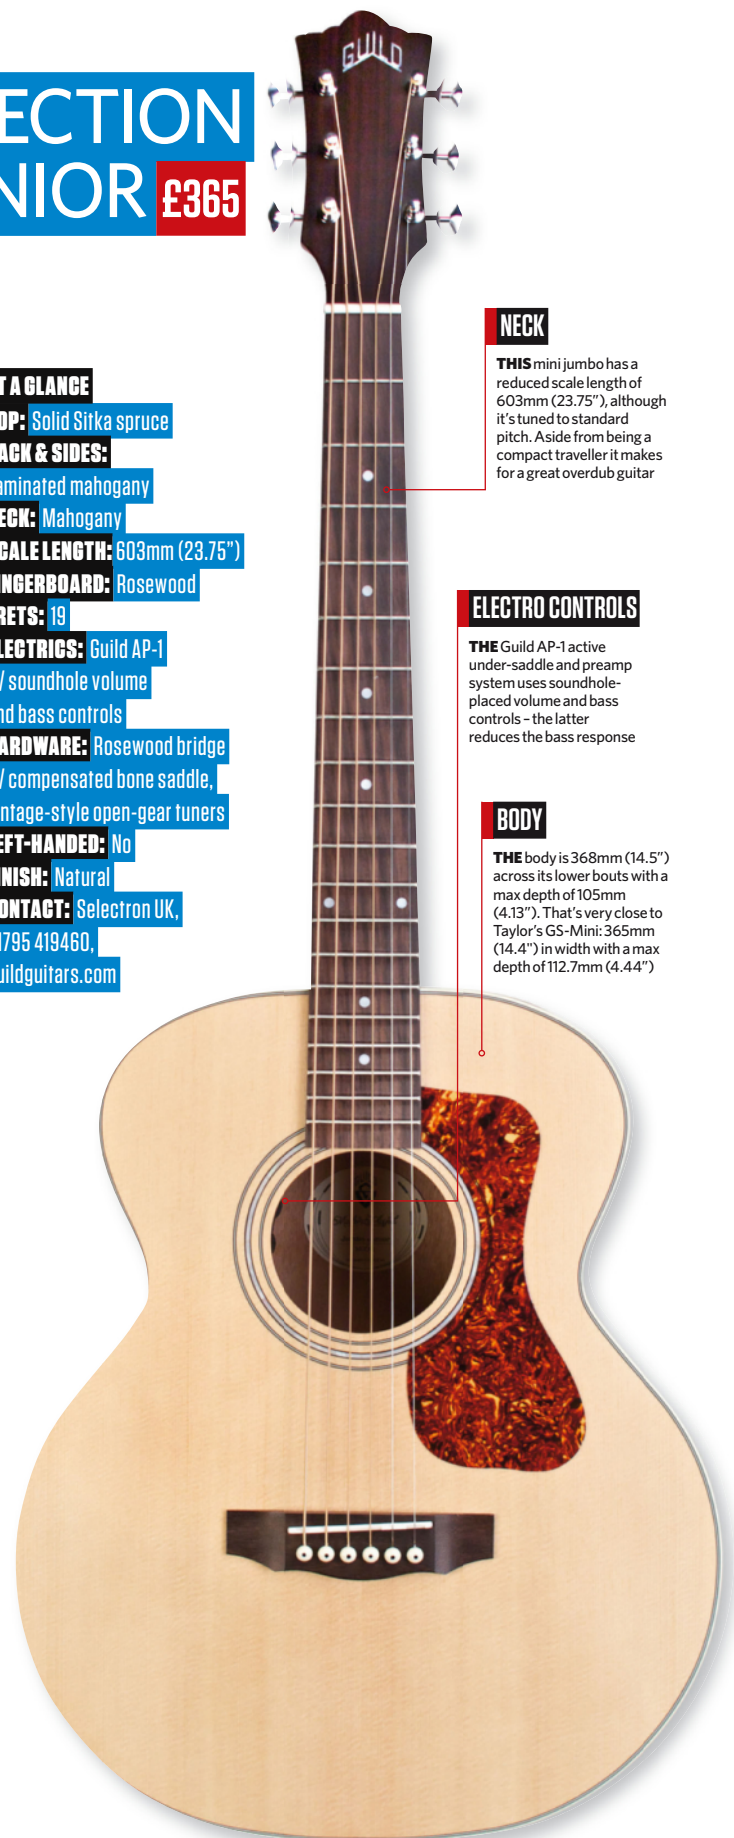 GUILD
ECTION
NIOR £365
T A GLANCE
OP: Solid Sitka spruce
ACK & SIDES:
aminated mahogany
ECK: Mahogany
CALE LENGTH: 603mm (23.75”)
NGERBOARD: Rosewood
RETS: 19
LECTRICS: Guild AP-1
/ soundhole volume
nd bass controls
ARDWARE: Rosewood bridge
/ compensated bone saddle,
ntage-style open-gear tuners
EFT-HANDED: No
NISH: Natural
ONTACT: Selectron UK,
1795 419460,
uildguitars.com
NECK
THIS mini jumbo has a
reduced scale length of
603mm (23.75”), although
it’s tuned to standard
pitch. Aside from being a
compact traveller it makes
for a great overdub guitar
ELECTRO CONTROLS
THE Guild AP-1 active
under-saddle and preamp
system uses soundhole-
placed volume and bass
controls – the latter
reduces the bass response
BODY
THE body is 368mm (14.5”)
across its lower bouts with a
max depth of 105mm
(4.13”). That’s very close to
Taylor’s GS-Mini: 365mm
(14.4") in width with a max
depth of 112.7mm (4.44”)